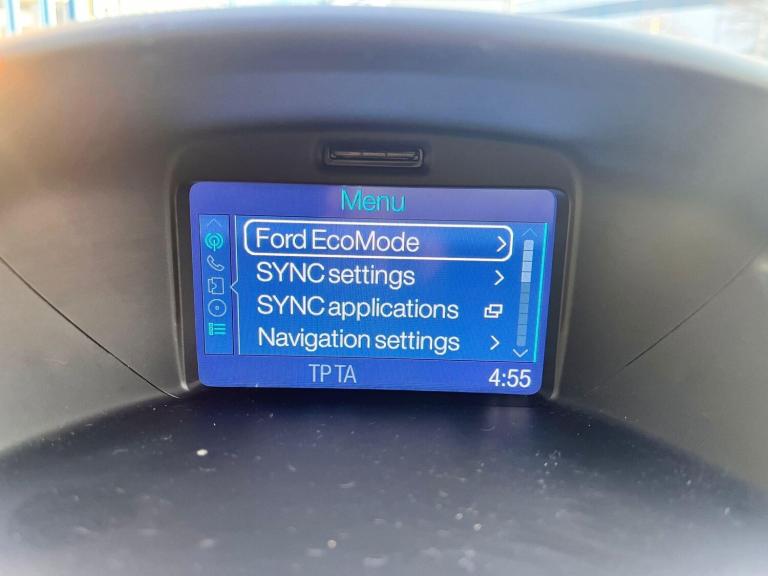 Menu
Ford EcoMode
SYNC settings
SYNC applications
Navigation settings
TP TA
4:55